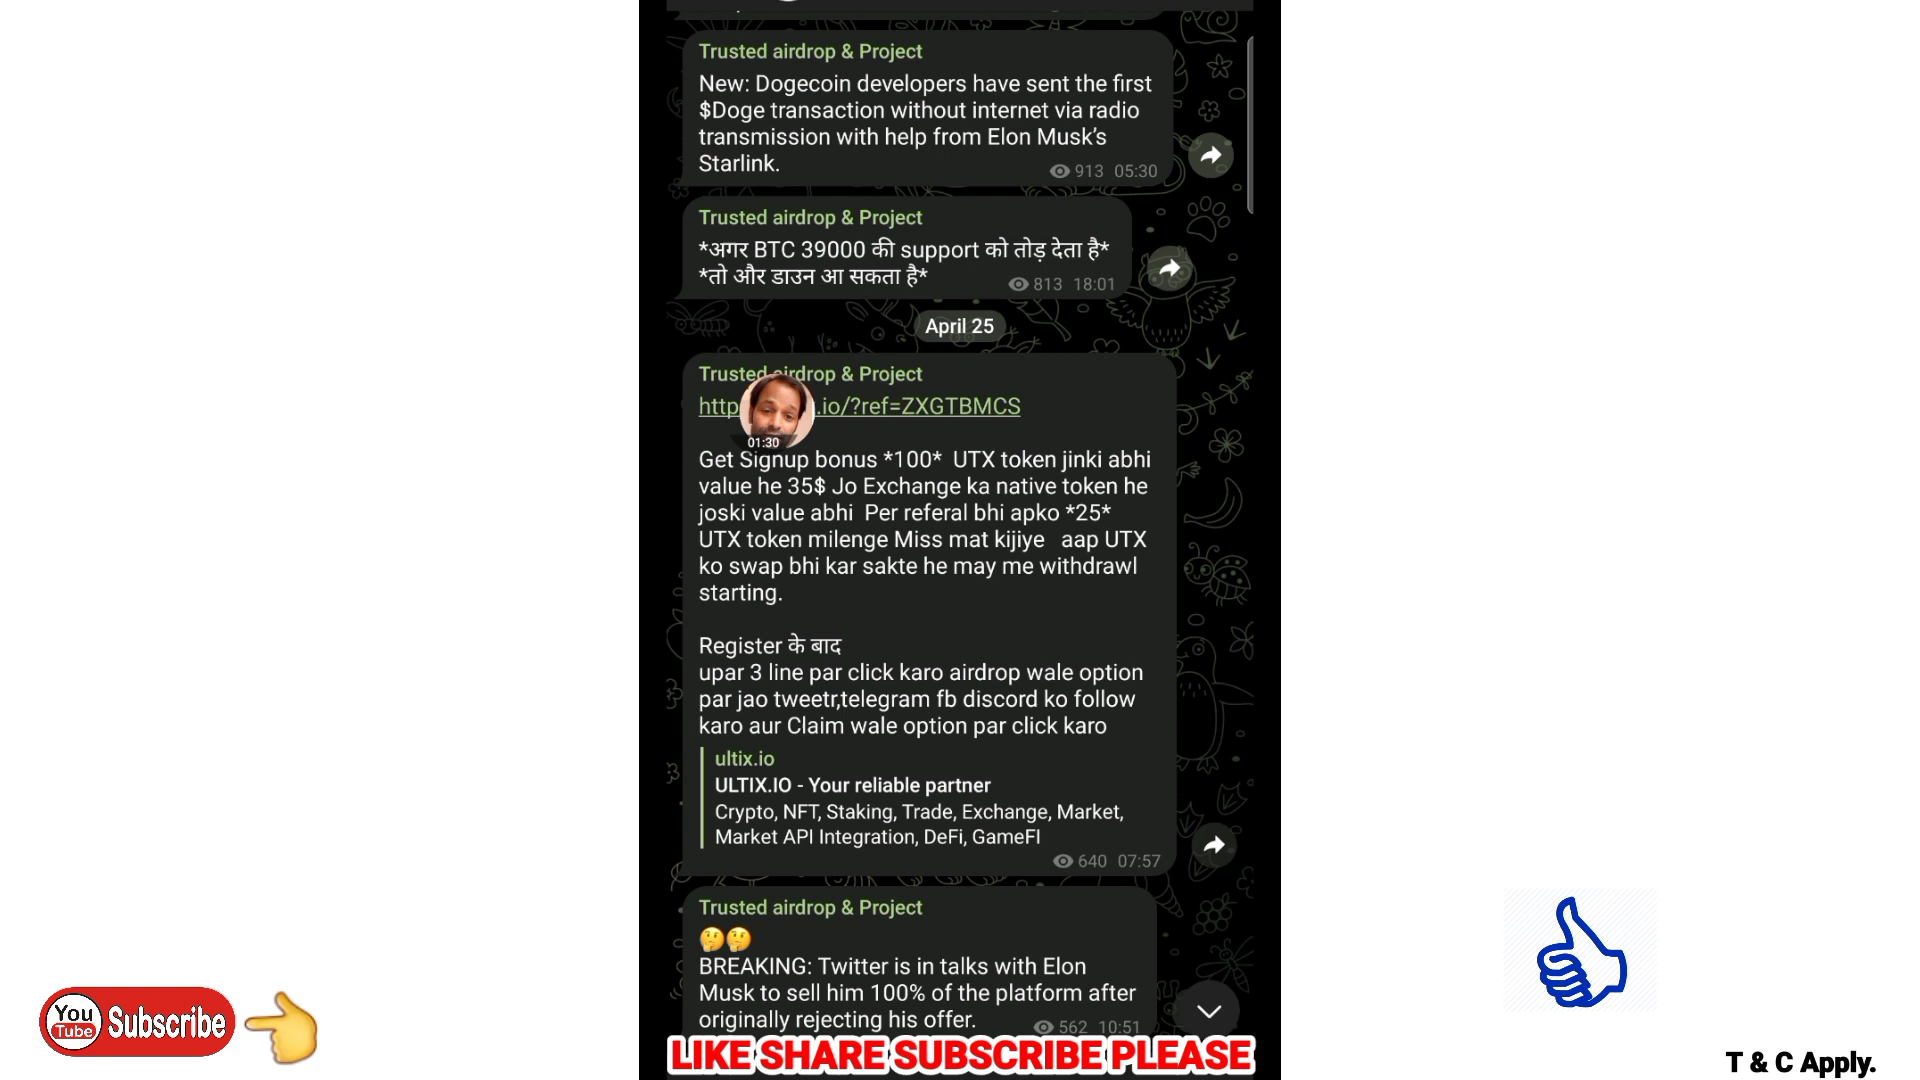 Trusted airdrop & Project
New: Dogecoin developers have sent the first
$Doge transaction without internet via radio
transmission with help from Elon Musk's
Starlink.
913 05:30
Trusted airdrop & Project
*अगर BTC 39000 की support को तोड़ देता है*
*तो और डाउन आ सकता है*
813 18:01
April 25
Trusted airdrop & Project
http .io/?ref=ZXGTBMCS
01:30
Get Signup bonus *100* UTX token jinki abhi
value he 35$ Jo Exchange ka native token he
joski value abhi Per referal bhi apko *25*
UTX token milenge Miss mat kijiye aap UTX
ko swap bhi kar sakte he may me withdrawl
starting.
Register के बाद
upar 3 line par click karo airdrop wale option
par jao tweetr,telegram fb discord ko follow
karo aur Claim wale option par click karo
ultix.io
ULTIX.IO - Your reliable partner
Crypto, NFT, Staking, Trade, Exchange, Market,
Market API Integration, DeFi, GameFI
640 07:57
Trusted airdrop & Project
🤔🤔
BREAKING: Twitter is in talks with Elon
Musk to sell him 100% of the platform after
originally rejecting his offer.
562 10:51
LIKE SHARE SUBSCRIBE PLEASE
You
Tube
Subscribe
T & C Apply.